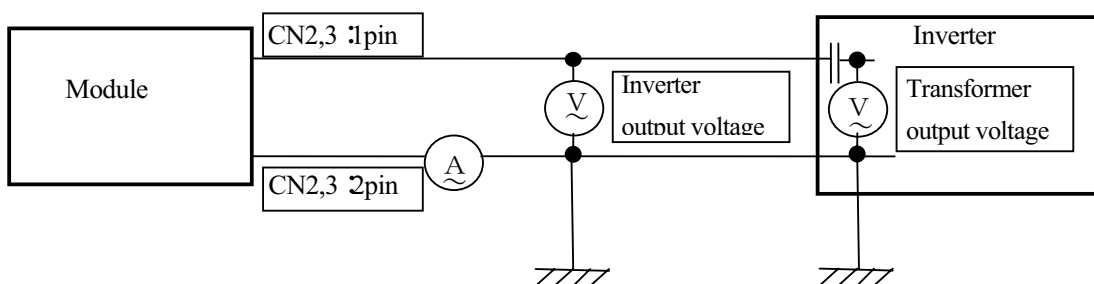 CN2,3 :1pin
Inverter
Module
Inverter
output voltage
V
V
Transformer
output voltage
A
CN2,3 :2pin